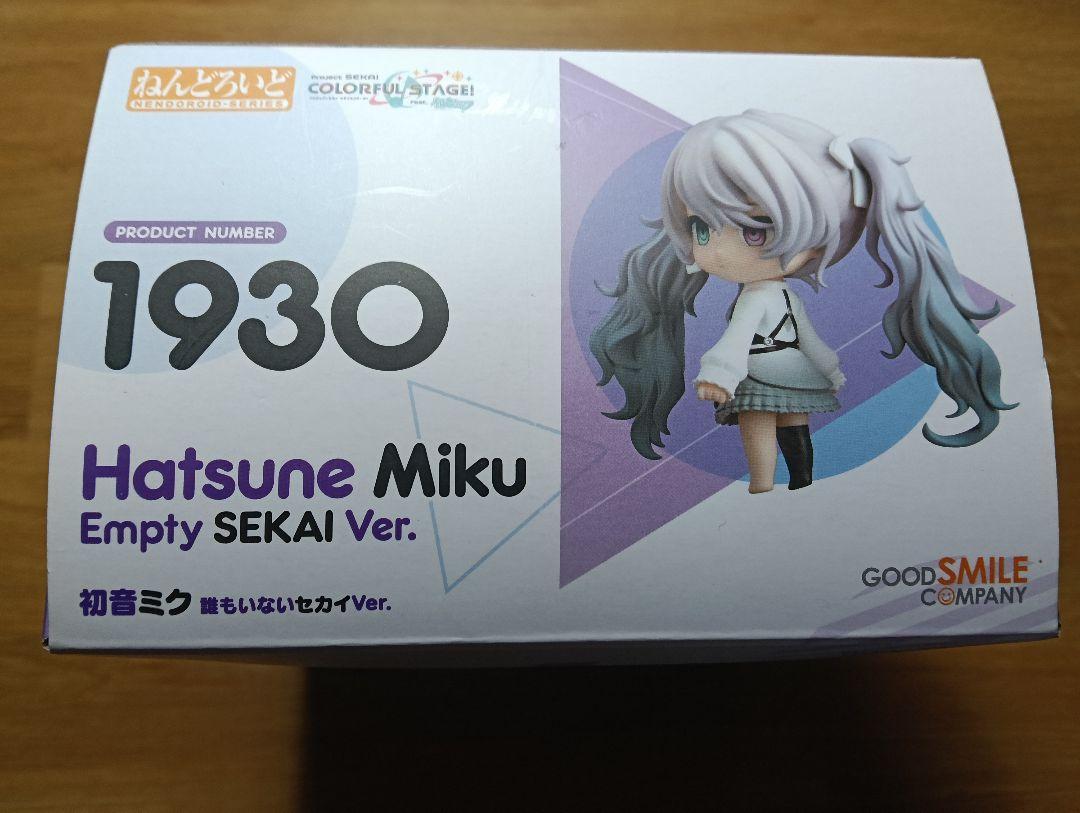 ねんどろいど
NENDOROID-SERIES
Project SEKAI
COLORFUL STAGE!
feat.
PRODUCT NUMBER
1930
Hatsune Miku
Empty SEKAI Ver.
初音ミク 誰もいないセカイVer.
GOOD SMILE
COMPANY